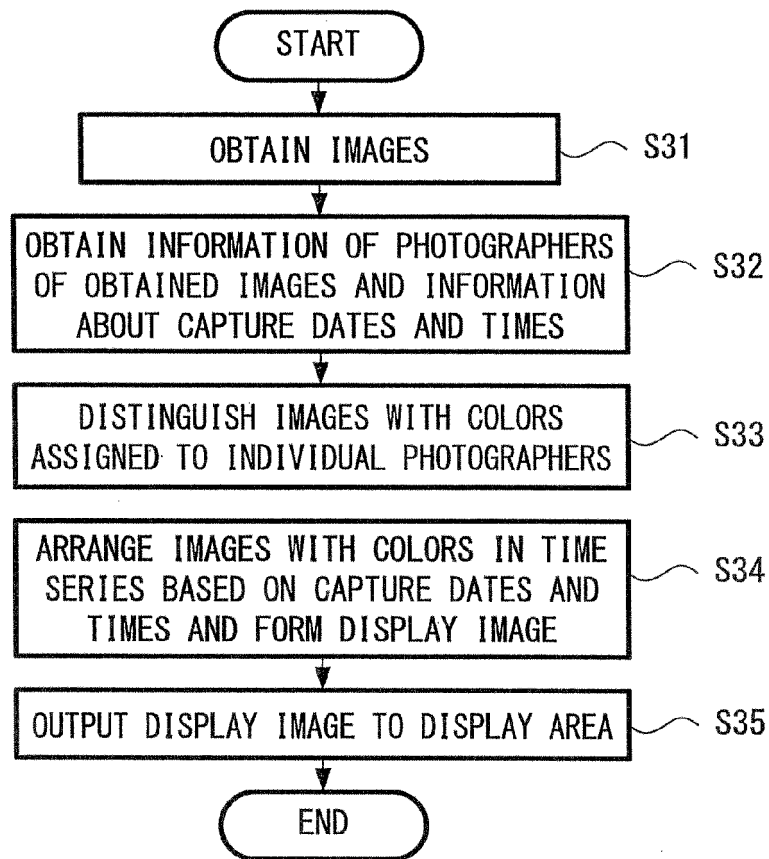 START
OBTAIN IMAGES
S31
OBTAIN INFORMATION OF PHOTOGRAPHERS
OF OBTAINED IMAGES AND INFORMATION
ABOUT CAPTURE DATES AND TIMES
S32
DISTINGUISH IMAGES WITH COLORS
ASSIGNED TO INDIVIDUAL PHOTOGRAPHERS
S33
ARRANGE IMAGES WITH COLORS IN TIME
SERIES BASED ON CAPTURE DATES AND
TIMES AND FORM DISPLAY IMAGE
S34
OUTPUT DISPLAY IMAGE TO DISPLAY AREA
S35
END